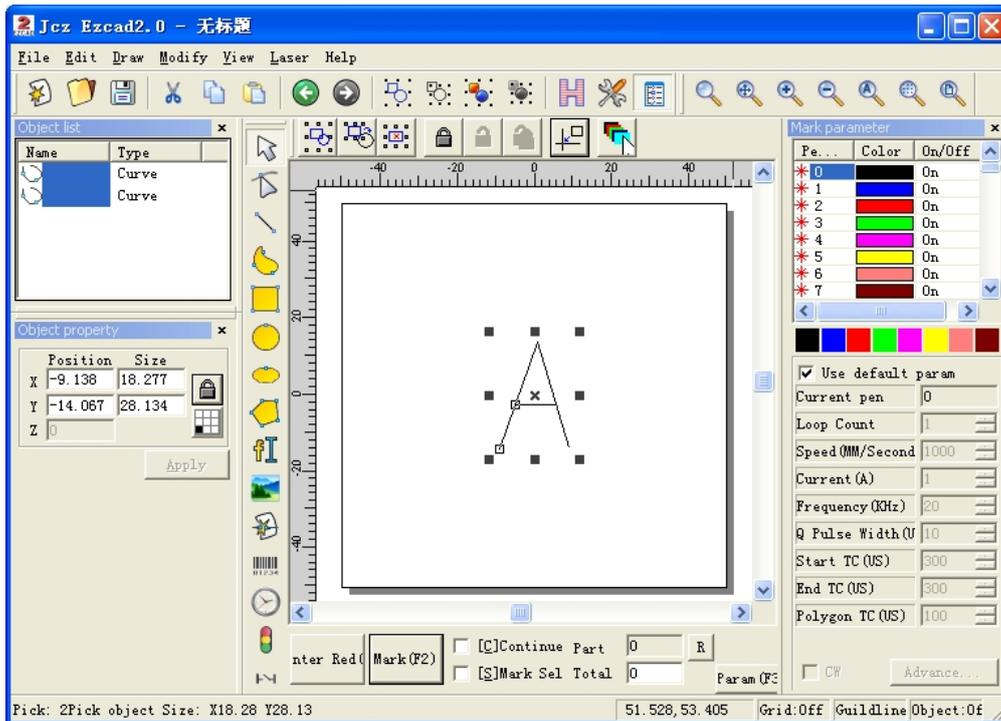 Jcz Ezcad2.0 - 无标题
File Edit Draw Modify View Laser Help
Object list
Name Type
Curve
Curve
Object property
Position Size
X -9.138 18.277
Y -14.067 28.134
Z 0
Apply
-40 -20 0 20 40
40
20
0
-20
-40
Mark parameter
Pe... Color On/Off
0 On
1 On
2 On
3 On
4 On
5 On
6 On
7 On
Use default param
Current pen 0
Loop Count 1
Speed(MM/Second 1000
Current(A) 1
Frequency(KHz) 20
Q Pulse Width(U 10
Start TC(US) 300
End TC(US) 300
Polygon TC(US) 100
CW Advance...
nter Red( Mark(F2) [C]Continue Part 0 R
[S]Mark Sel Total 0 Param(F3
Pick: 2Pick object Size: X18.28 Y28.13 51.528,53.405 Grid:Off Guildline Object:Of